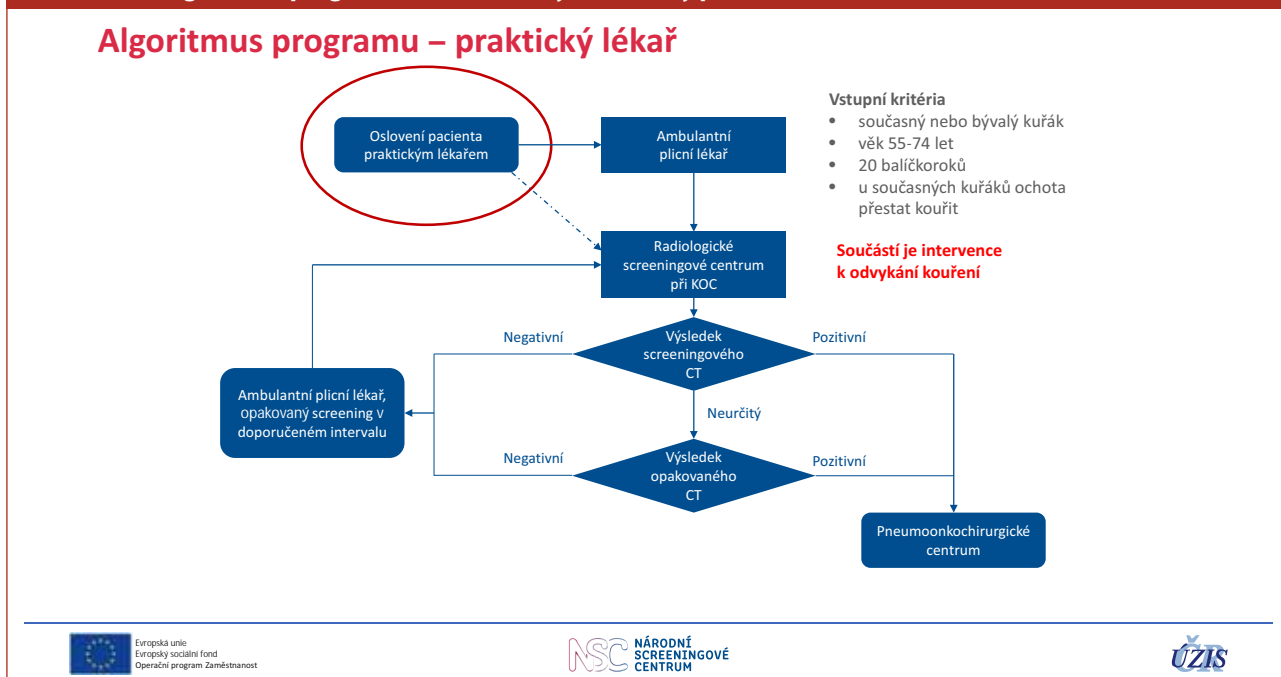 Algoritmus programu – praktický lékař
Oslovení pacienta
praktickým lékařem
Ambulantní
plicní lékař
Vstupní kritéria
• současný nebo bývalý kuřák
• věk 55-74 let
• 20 balíčkoroků
• u současných kuřáků ochota
přestat kouřit
Radiologické
screeningové centrum
při KOC
Součástí je intervence
k odvykání kouření
Negativní
Výsledek
screeningového
CT
Pozitivní
Ambulantní plicní lékař,
opakovaný screening v
doporučeném intervalu
Neurčitý
Negativní
Výsledek
opakovaného
CT
Pozitivní
Pneumoonkochirurgické
centrum
Evropská unie
Evropský sociální fond
Operační program Zaměstnanost
NSC
NÁRODNÍ
SCREENINGOVÉ
CENTRUM
ÚZIS
ČR